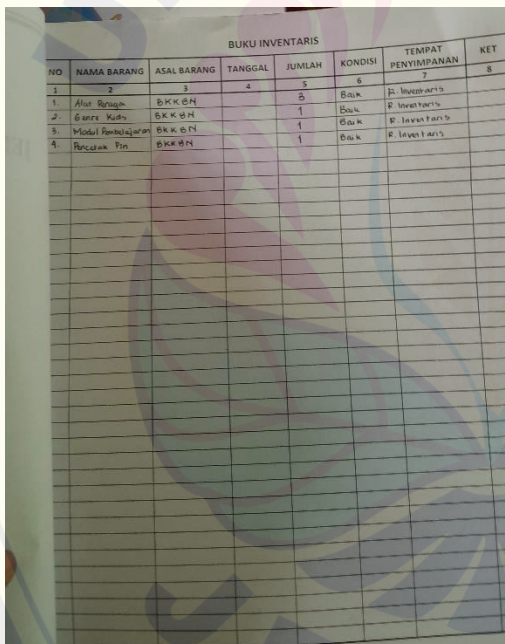 BUKU INVENTARIS
NO NAMA BARANG ASAL BARANG TANGGAL JUMLAH KONDISI TEMPAT PENYIMPANAN KET
1 2 3 4 5 6 7 8
1. Alat Peraga BKKBN 3 Baik R. Inventaris
2. Genre Kids BKKBN 1 Baik R. Inventaris
3. Modul Pembelajaran BKKBN 1 Baik R. Inventaris
4. Pencetak Pin BKKBN 1 Baik R. Inventaris